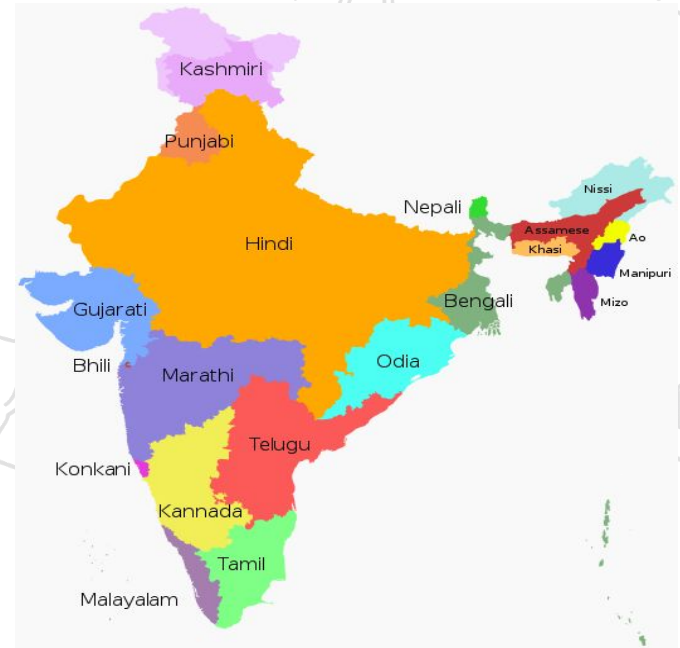 Kashmiri
Punjabi
Nepali
Nissi
Assamese
Ao
Hindi
Khasi
Manipuri
Bengali
Mizo
Gujarati
Bhili
Marathi
Odia
Telugu
Konkani
Kannada
Tamil
Malayalam